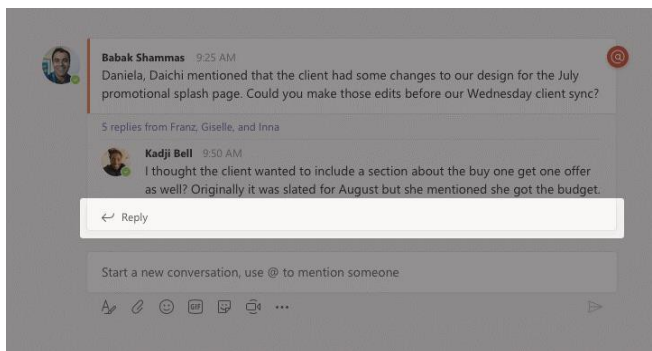 Babak Shammas 9:25 AM
Daniela, Daichi mentioned that the client had some changes to our design for the July
promotional splash page. Could you make those edits before our Wednesday client sync?
5 replies from Franz, Giselle, and Inna
Kadji Bell 9:50 AM
I thought the client wanted to include a section about the buy one get one offer
as well? Originally it was slated for August but she mentioned she got the budget.
Reply
Start a new conversation, use @ to mention someone
GIF